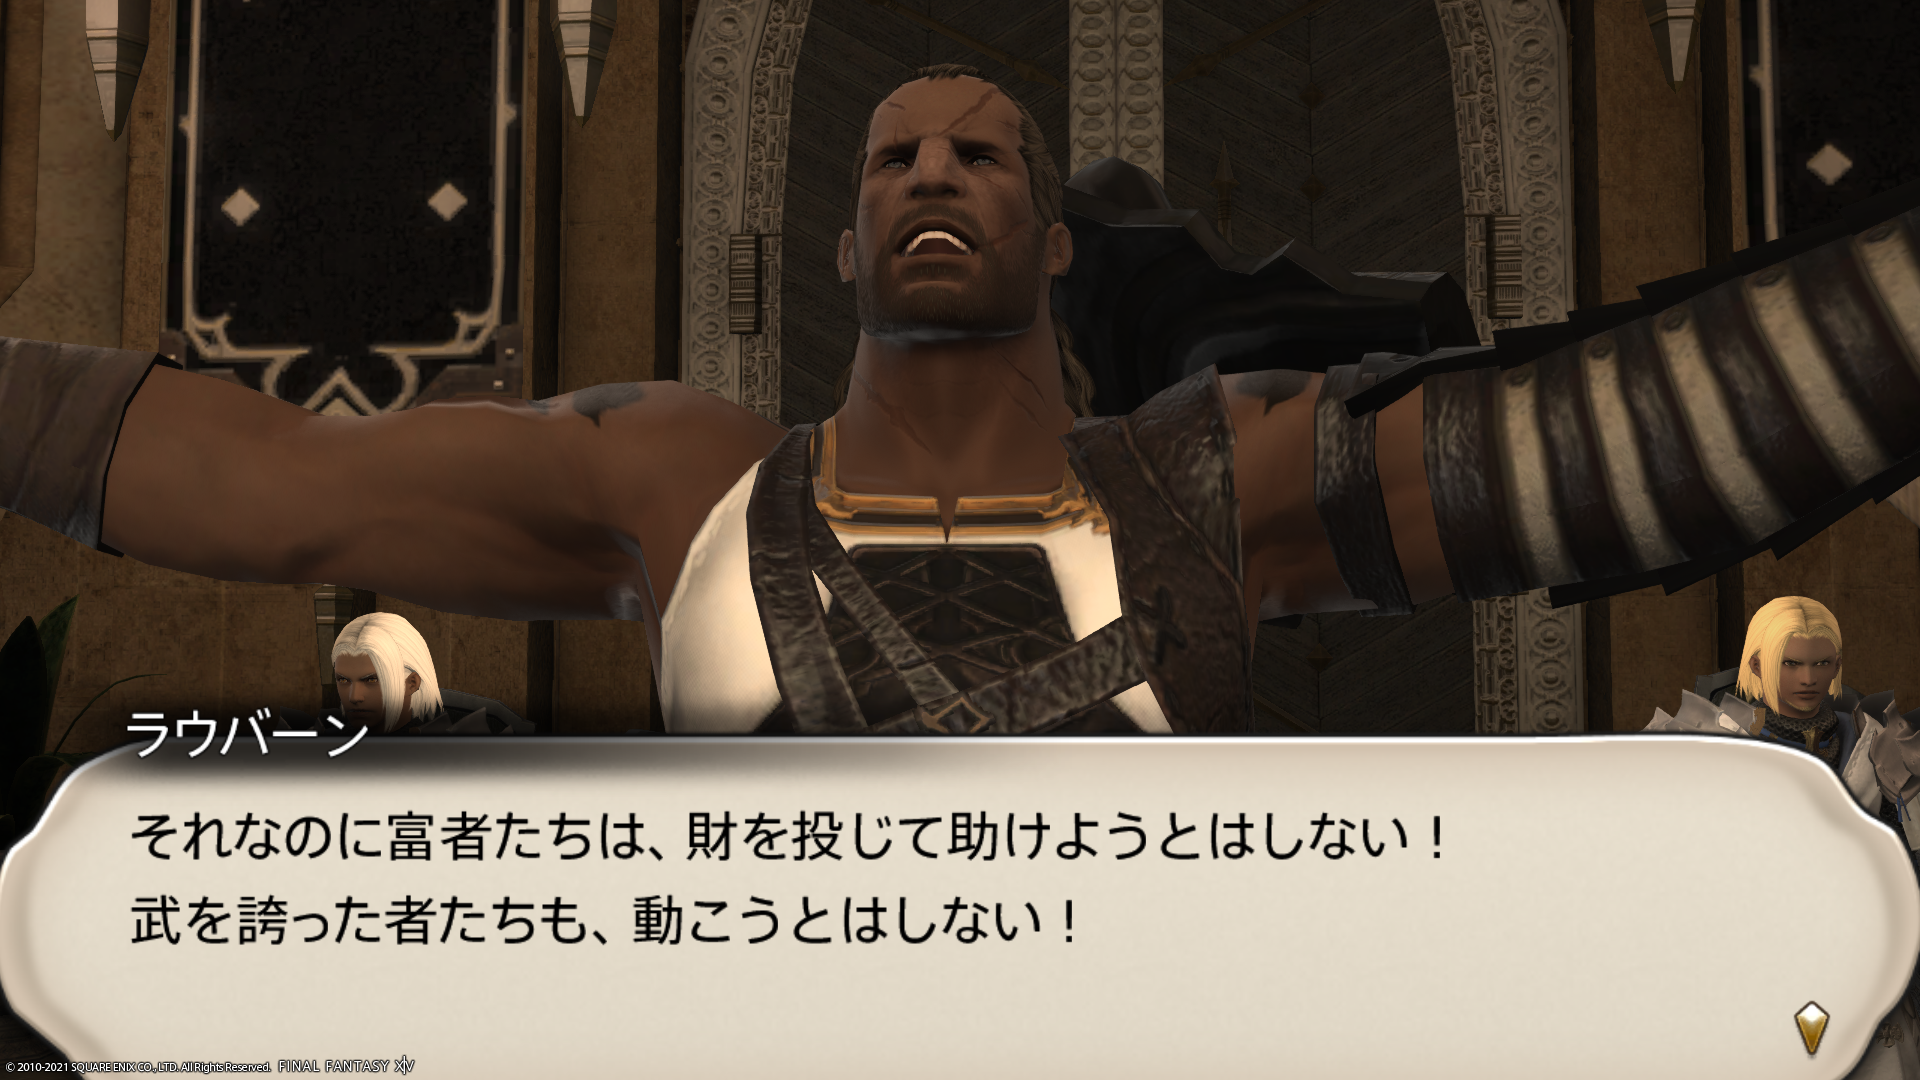 ラウバーン
それなのに富者たちは、財を投じて助けようとはしない！
武を誇った者たちも、動こうとはしない！
© 2010-2021 SQUARE ENIX CO., LTD. All Rights Reserved. FINAL FANTASY XIV